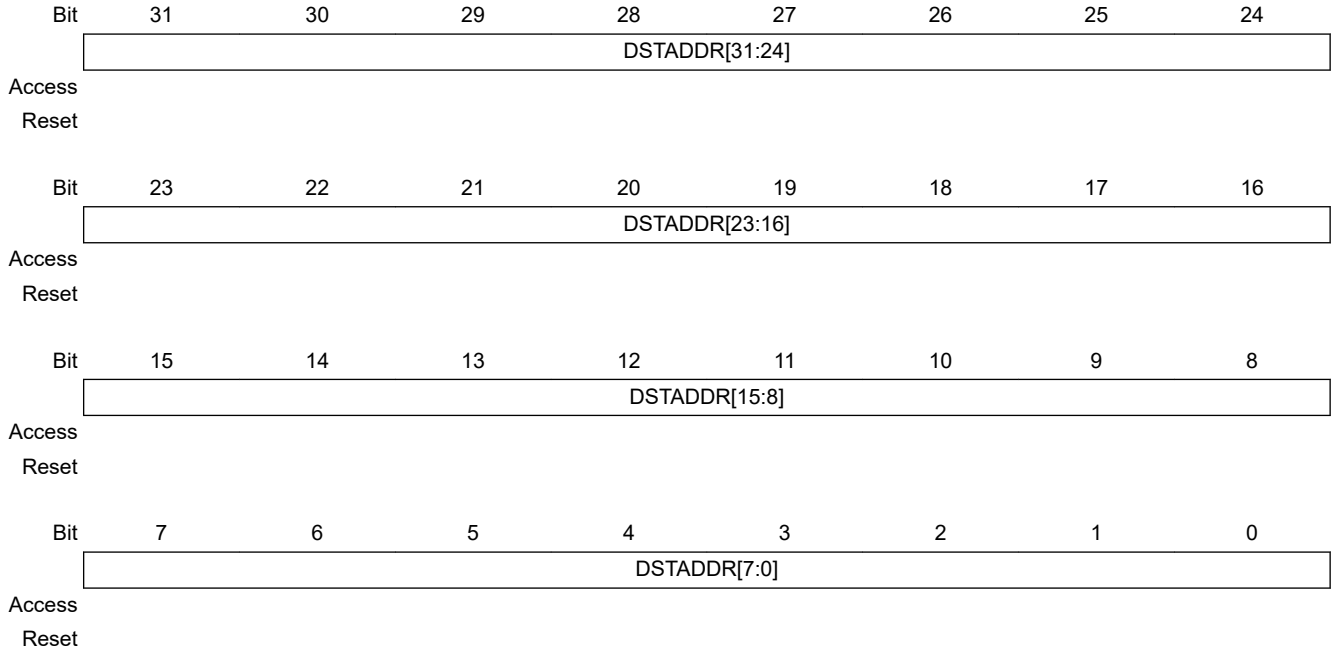 Bit 31 30 29 28 27 26 25 24
DSTADDR[31:24]
Access
Reset
Bit 23 22 21 20 19 18 17 16
DSTADDR[23:16]
Access
Reset
Bit 15 14 13 12 11 10 9 8
DSTADDR[15:8]
Access
Reset
Bit 7 6 5 4 3 2 1 0
DSTADDR[7:0]
Access
Reset